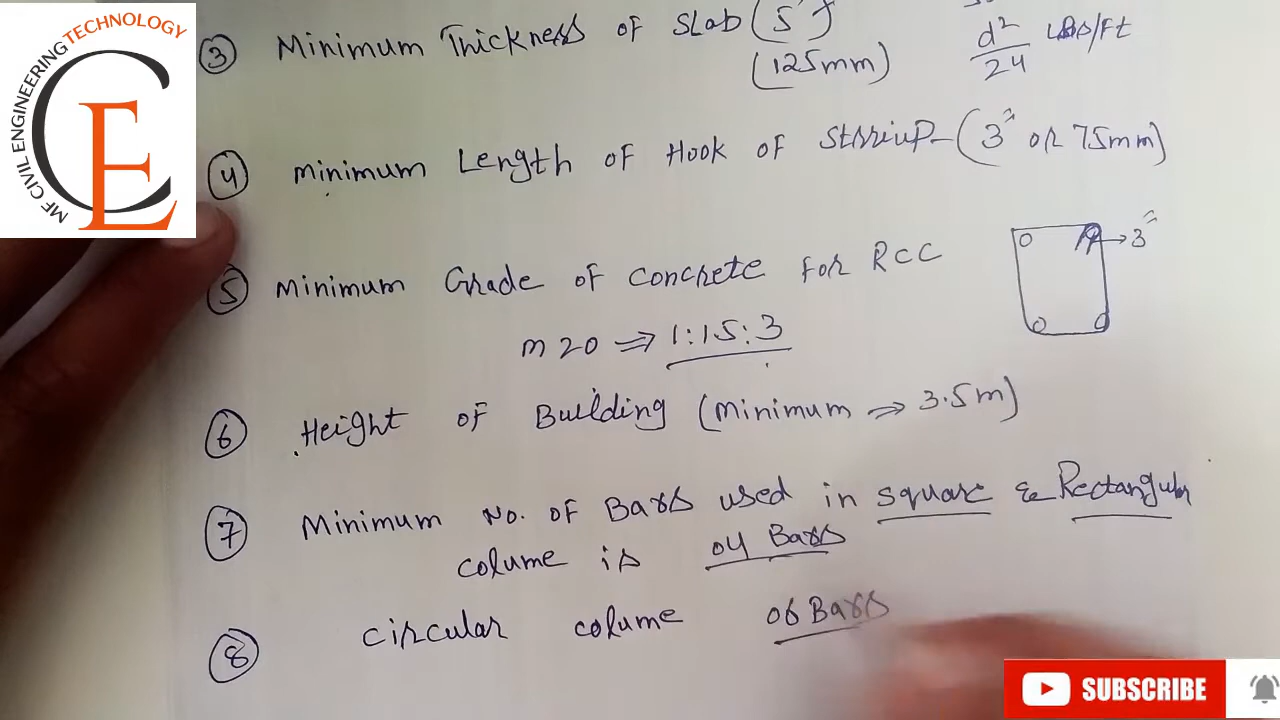 MF CIVIL ENGINEERING TECHNOLOGY
CE
③ Minimum Thickness of Slab (5")
(125mm)
d²/24 Lbs/Ft
④ minimum Length of Hook of Stirrup - (3" or 75mm)
3"
⑤ minimum Grade of concrete for RCC
m20 ⇒ 1:1.5:3
⑥ Height of Building (minimum ⇒ 3.5m)
⑦ Minimum No. of Bars used in square & Rectangular
colume is 04 Bars
⑧ circular colume 06 Bars
SUBSCRIBE